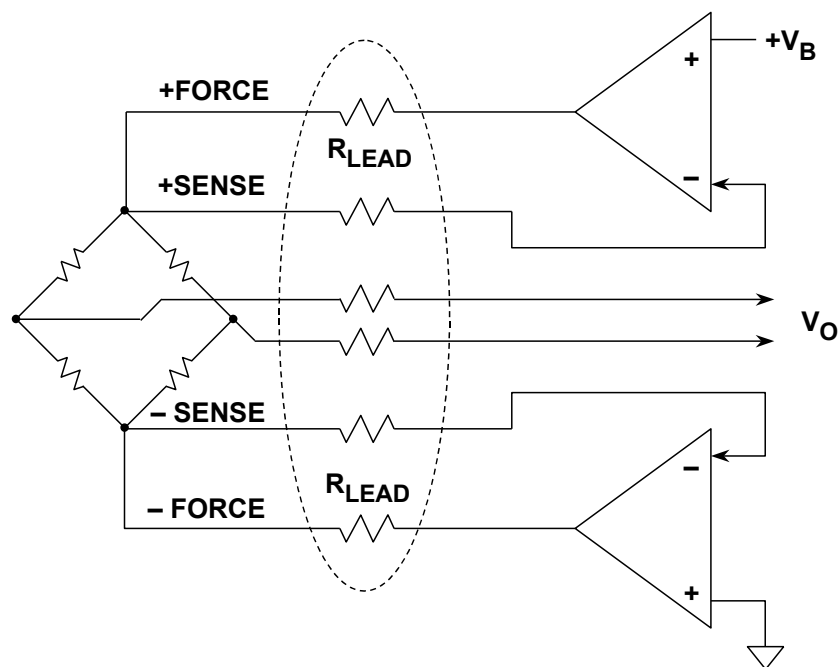 +V_B
+
+FORCE
R_LEAD
+SENSE
–
V_O
– SENSE
–
R_LEAD
– FORCE
+